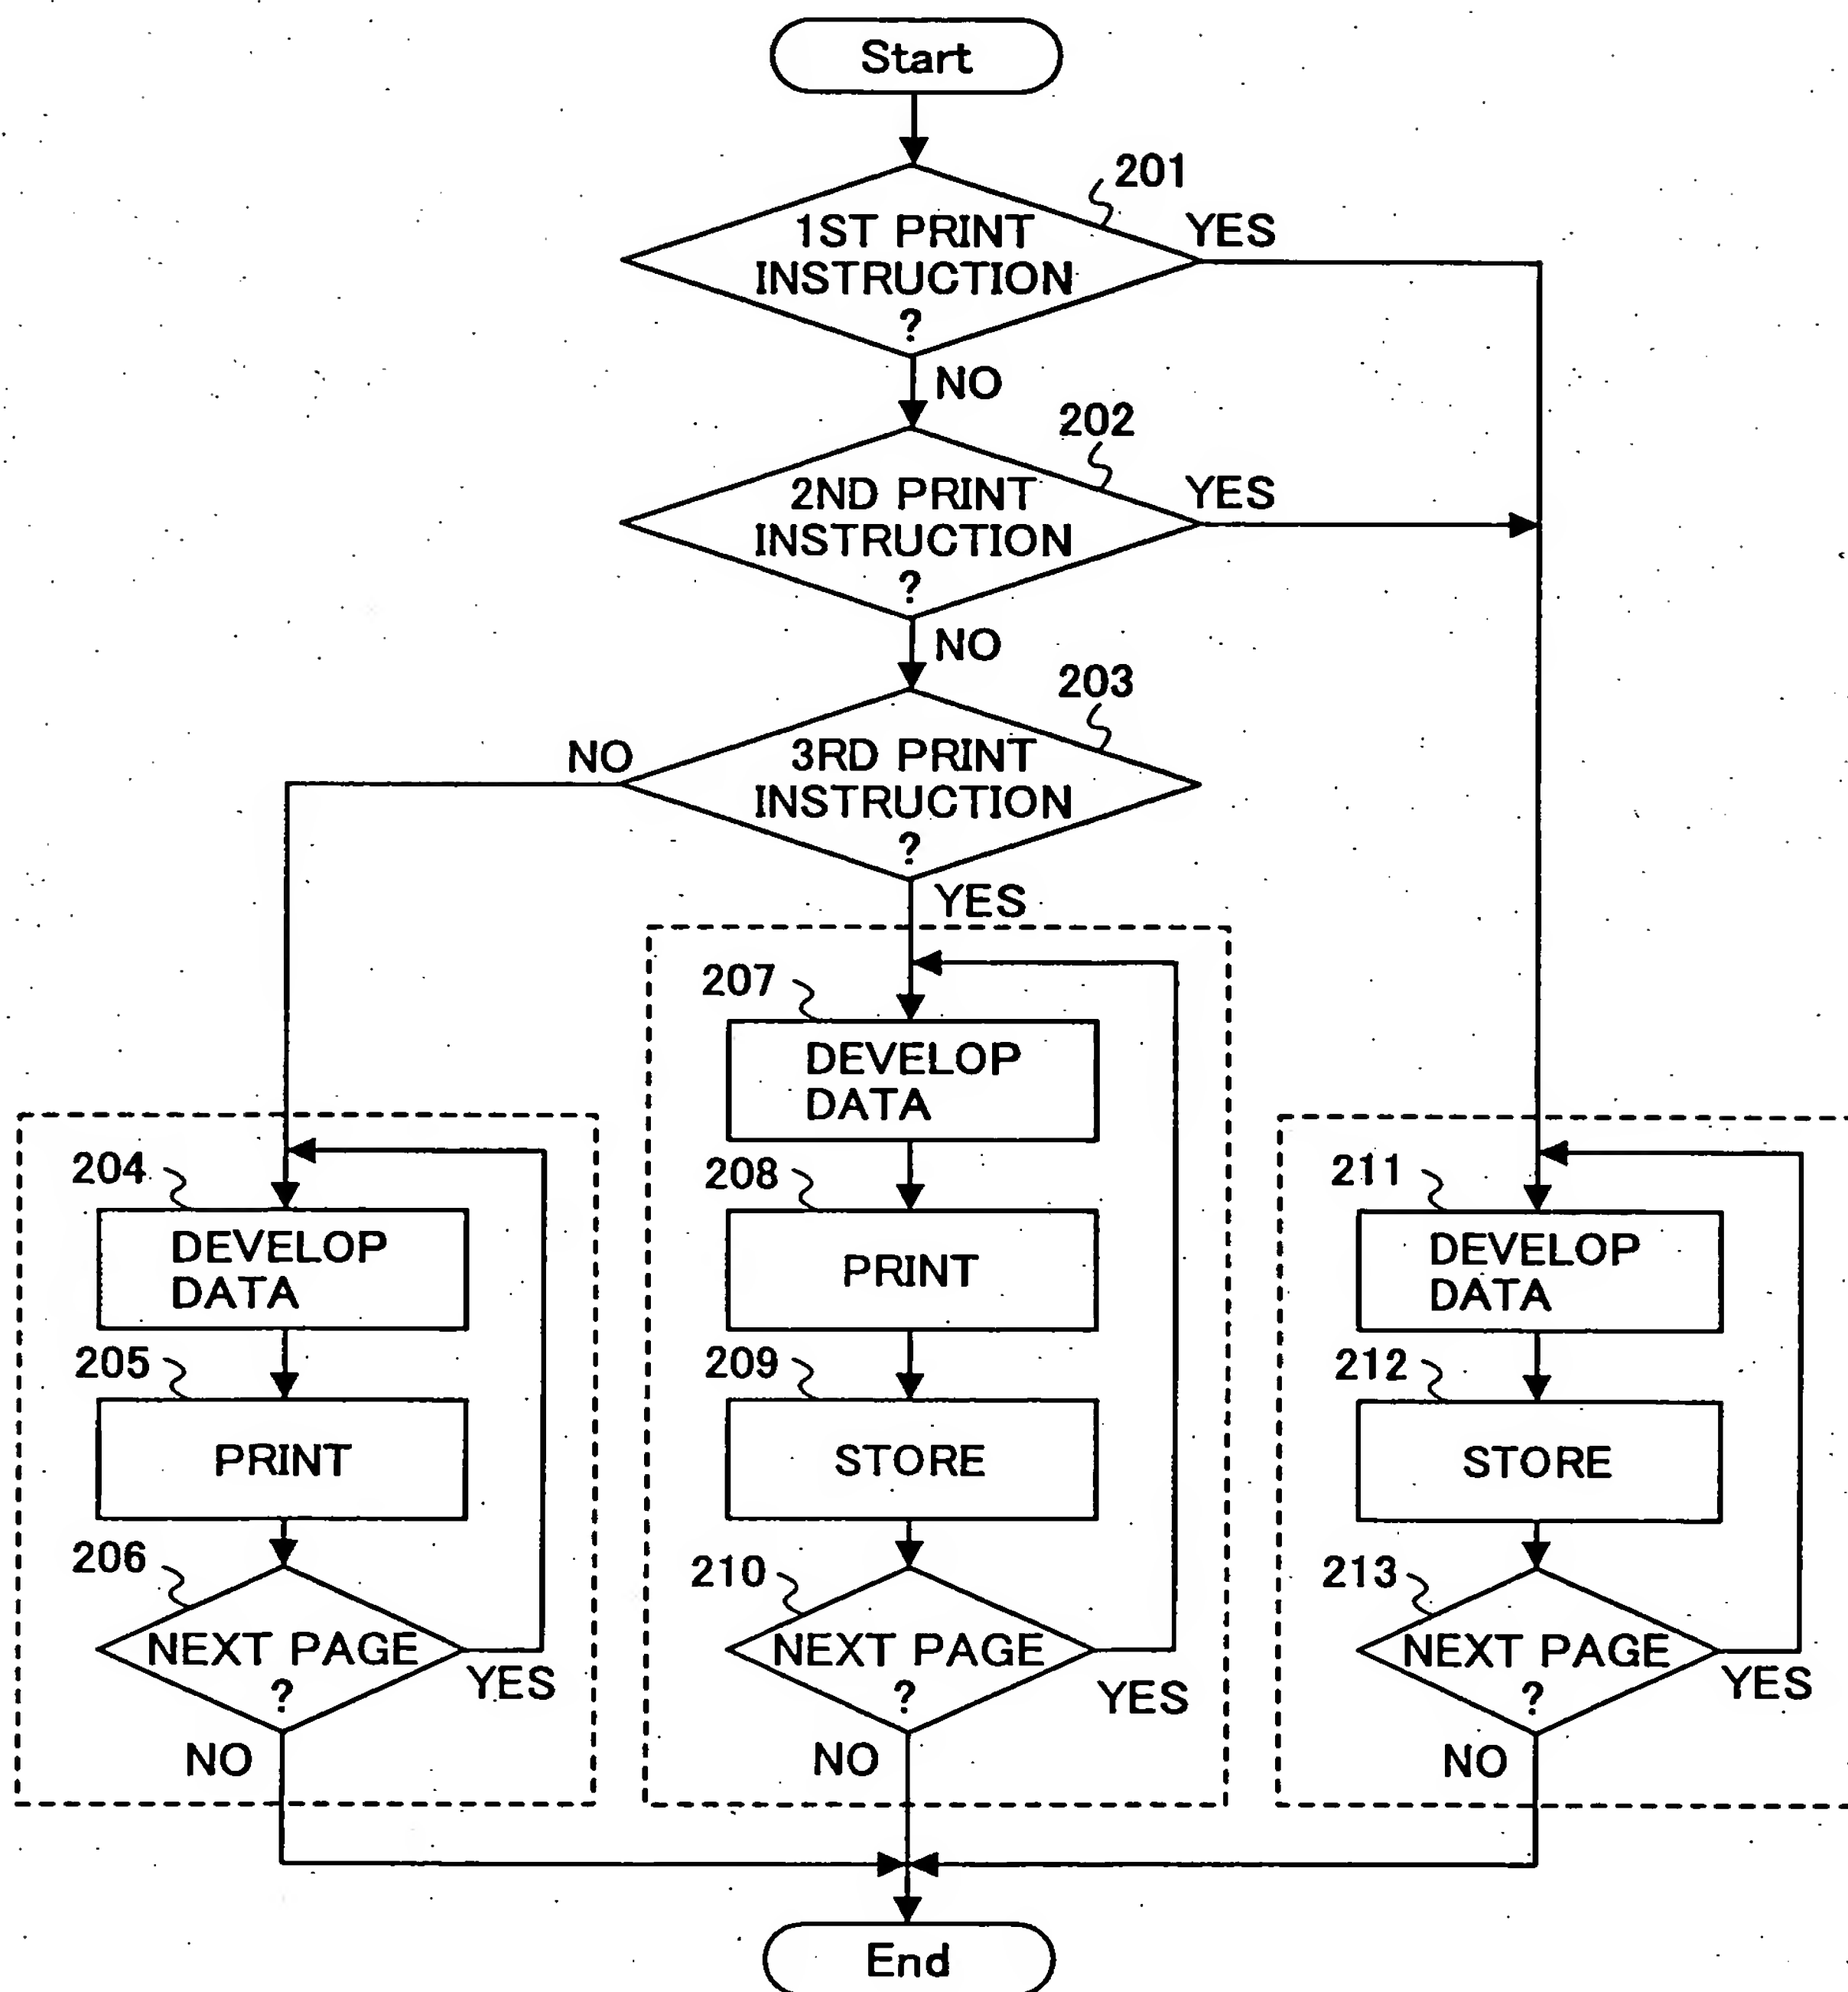 Start
201
1ST PRINT
INSTRUCTION
?
YES
NO
202
2ND PRINT
INSTRUCTION
?
YES
NO
203
3RD PRINT
INSTRUCTION
?
NO
YES
204
DEVELOP
DATA
205
PRINT
206
NEXT PAGE
?
YES
NO
207
DEVELOP
DATA
208
PRINT
209
STORE
210
NEXT PAGE
?
YES
NO
211
DEVELOP
DATA
212
STORE
213
NEXT PAGE
?
YES
NO
End